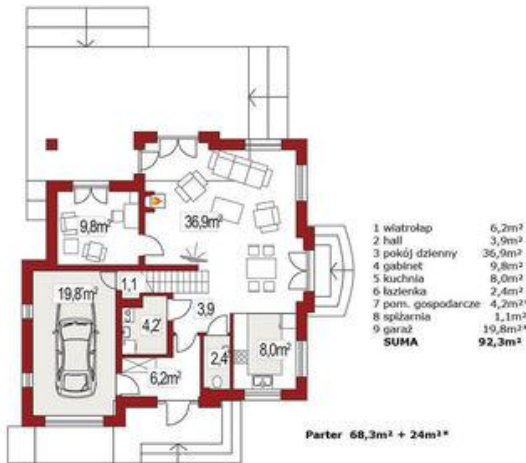 9,8m²
36,9m²
19,8m²
1,1
4,2
3,9
6,2m²
2,4
8,0m²
1 wiatrołap 6,2m²
2 hall 3,9m²
3 pokój dzienny 36,9m²
4 gabinet 9,8m²
5 kuchnia 8,0m²
6 łazienka 2,4m²
7 pom. gospodarcze 4,2m²*
8 spiżarnia 1,1m²
9 garaż 19,8m²*
SUMA 92,3m²
Parter 68,3m² + 24m²*